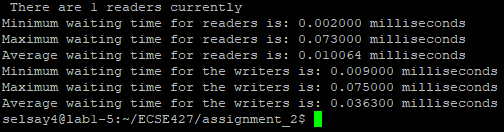 There are 1 readers currently
Minimum waiting time for readers is: 0.002000 milliseconds
Maximum waiting time for readers is: 0.073000 milliseconds
Average waiting time for readers is: 0.010064 milliseconds
Minimum waiting time for the writers is: 0.009000 milliseconds
Maximum waiting time for the writers is: 0.075000 milliseconds
Average waiting time for the writers is: 0.036300 milliseconds
selsay4@lab1-5:~/ECSE427/assignment_2$